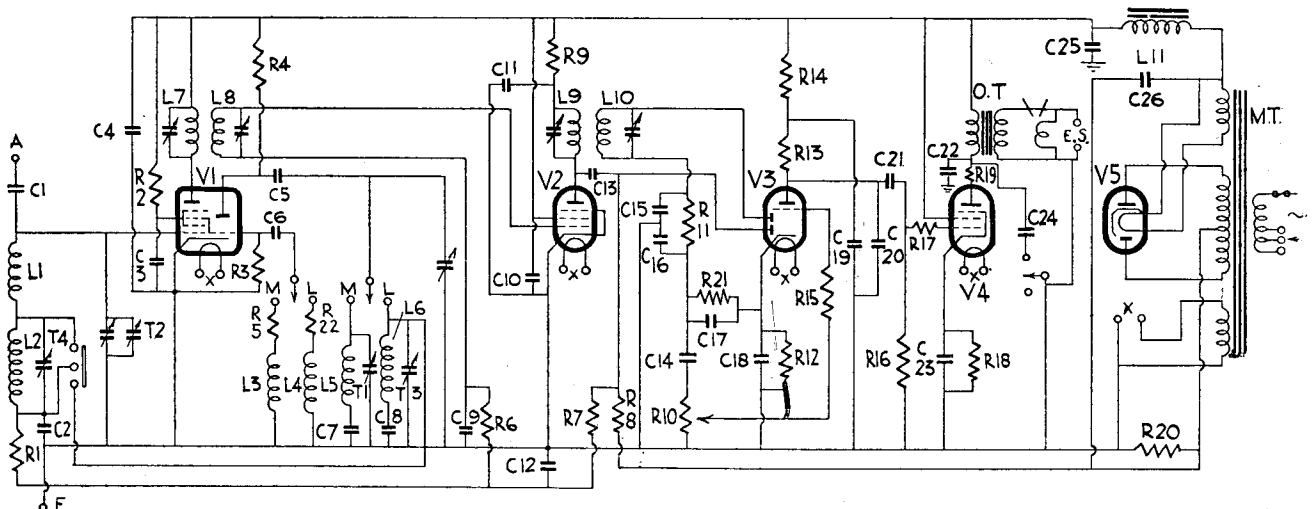 R4
R9
C11
C25
L11
C26
R14
L7
L8
L9
L10
O.T
M.T.
E.S.
C4
A
C1
R2
V1
C5
C6
V2
C13
R13
V3
C21
C22
R19
V5
C15
R11
C16
R17
C24
C3
R3
X
X
X
X
V4
C10
C19
C20
R15
X
L1
M
L
M
L
L6
R21
C17
L2
T4
T2
R5
R22
T1
T3
C14
C18
R12
R16
C23
R18
L3
L4
L5
C2
R1
C7
C8
C9
R6
R7
R8
R10
C12
R20
E